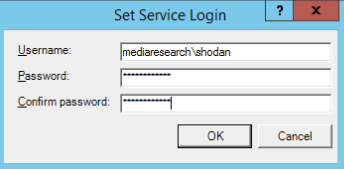 Set Service Login
? x
Username: mediaresearch\shodan
Password: ************
Confirm password: ************
OK Cancel